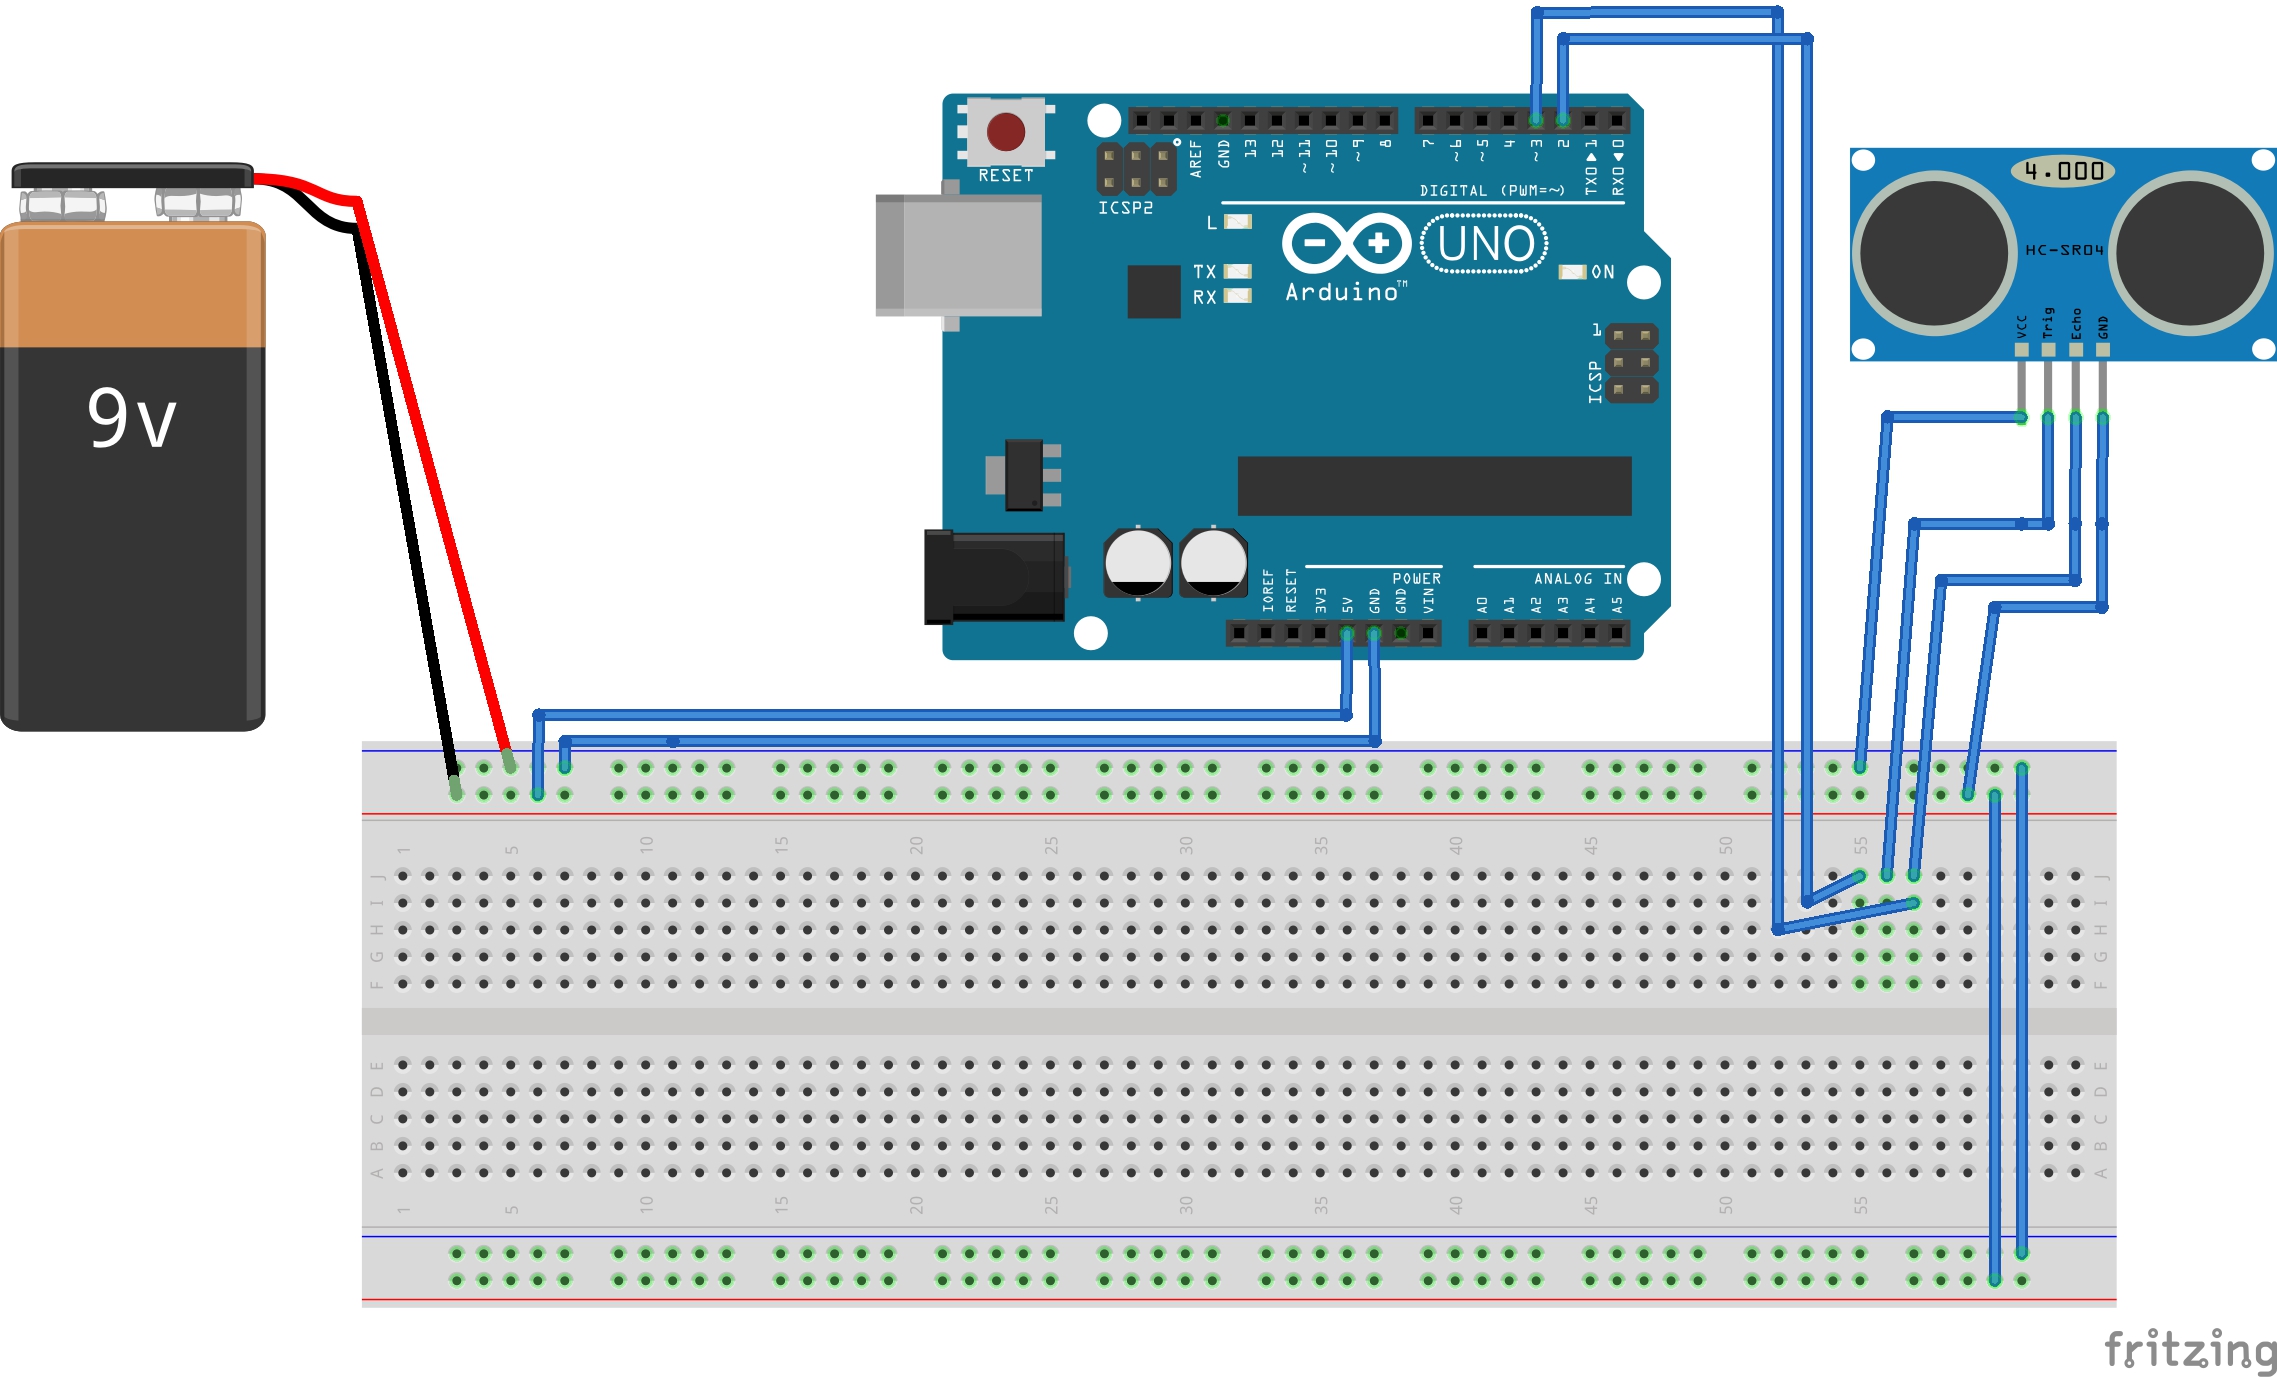 9v
RESET
ICSP2
AREF
GND
13
12
~11
~10
~9
8
7
~6
~5
4
~3
2
TX0▶1
RX0◀0
DIGITAL (PWM=~)
L
TX
RX
UNO
ON
Arduino™
1
ICSP
IOREF
RESET
3V3
5V
GND
GND
VIN
POWER
ANALOG IN
A0
A1
A2
A3
A4
A5
4.000
HC-SR04
VCC
Trig
Echo
GND
1 5 10 15 20 25 30 35 40 45 50 55
J J
I I
H H
G G
F F
E E
D D
C C
B B
A A
1 5 10 15 20 25 30 35 40 45 50 55
fritzing